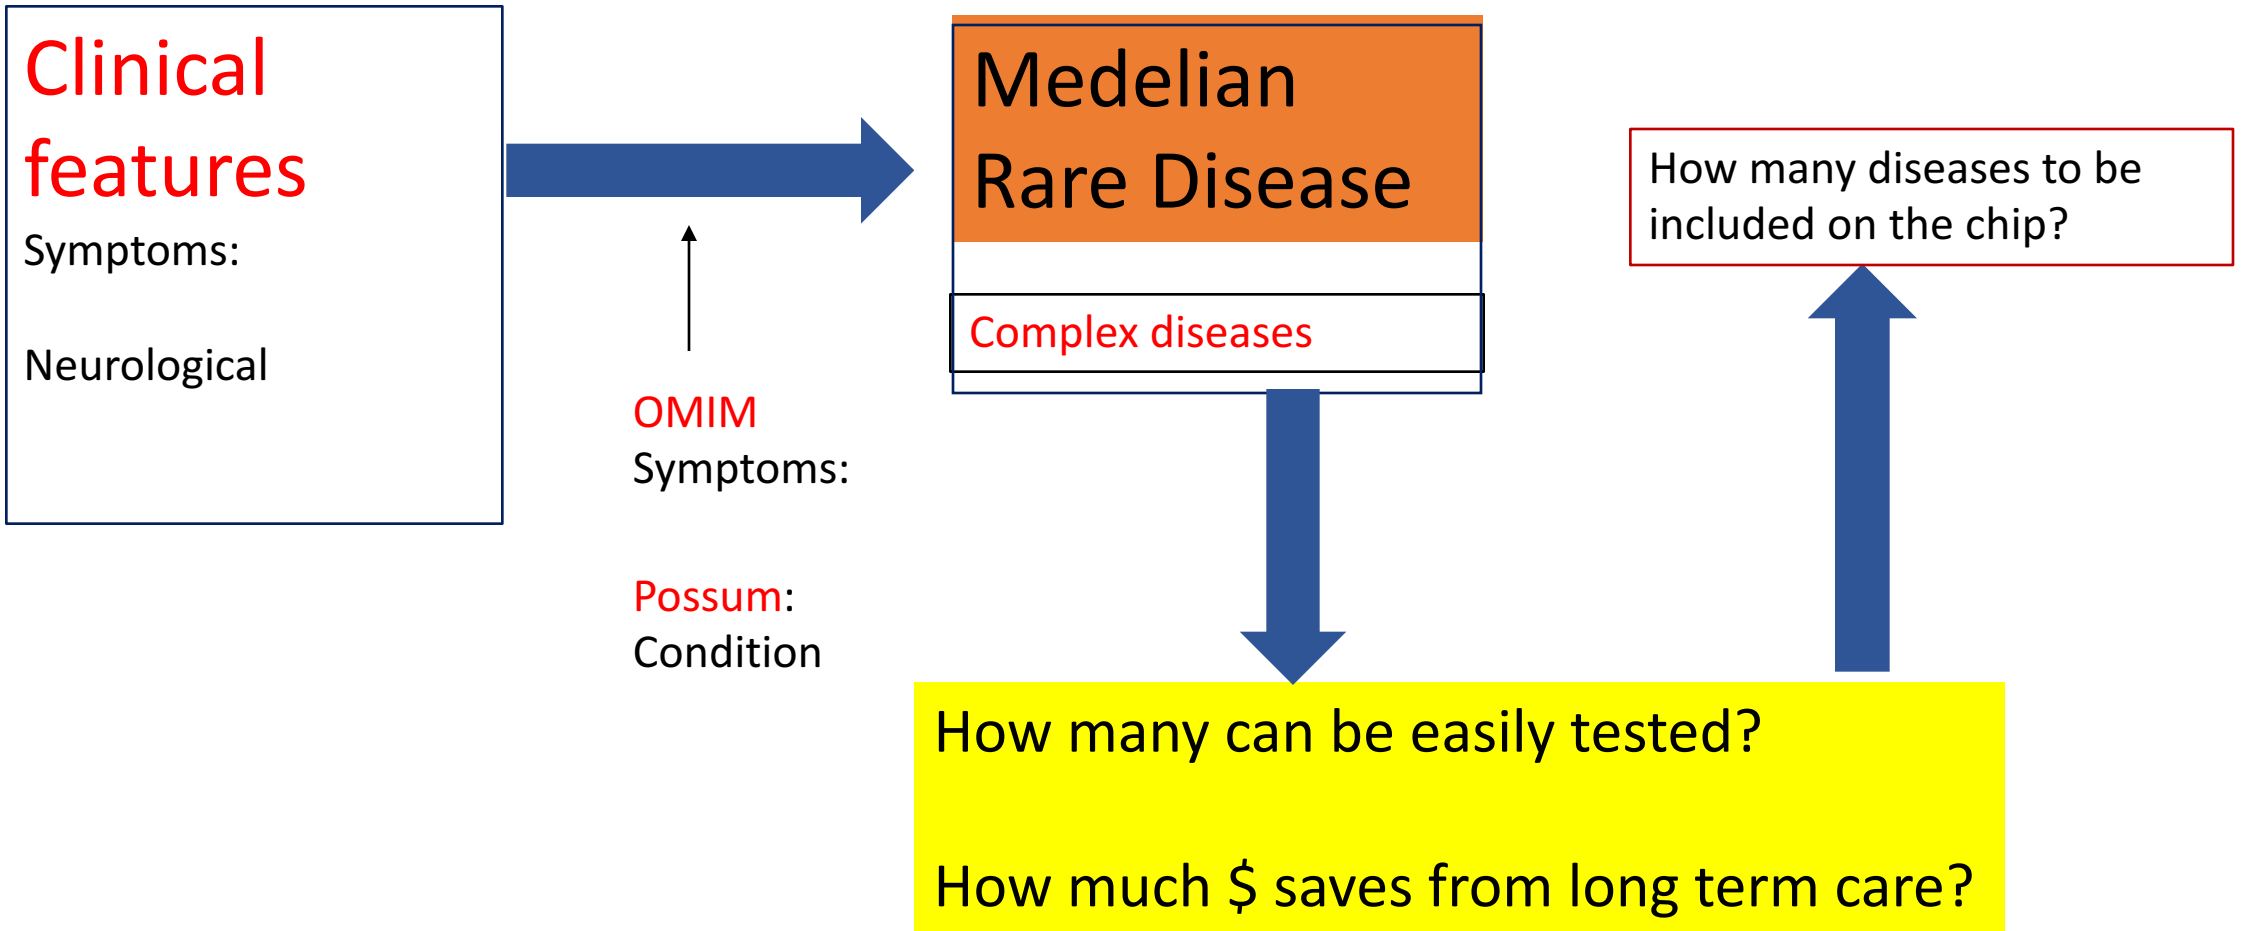 Clinical
features
Symptoms:
Neurological
OMIM
Symptoms:
Possum:
Condition
Medelian
Rare Disease
Complex diseases
How many can be easily tested?
How much $ saves from long term care?
How many diseases to be
included on the chip?